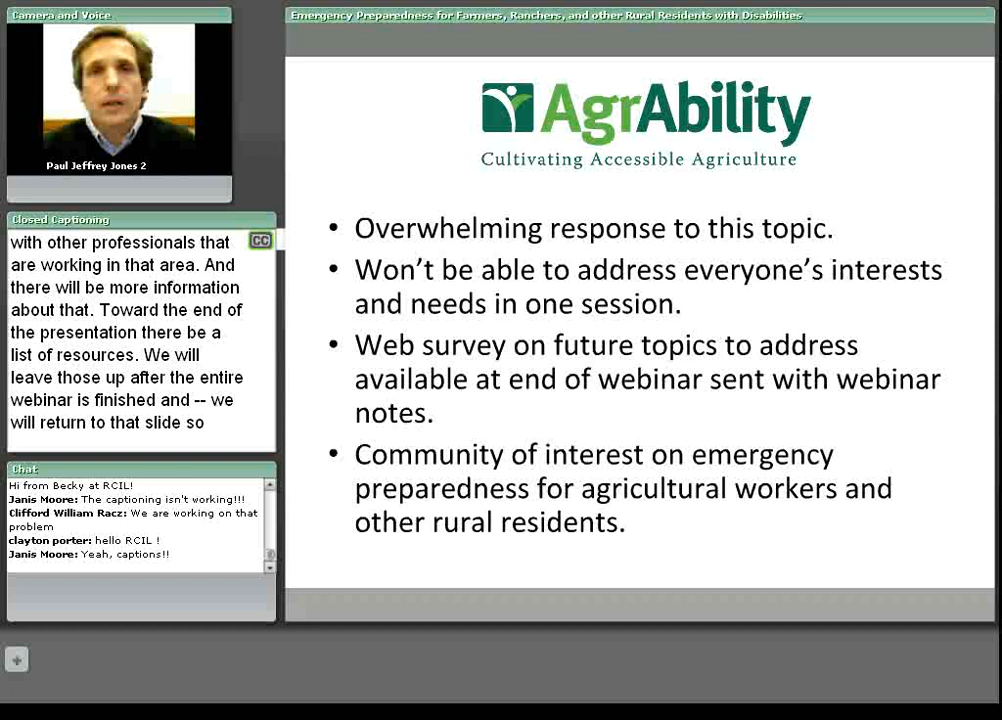 Camera and Voice
Paul Jeffrey Jones 2
Closed Captioning
with other professionals that
are working in that area. And
there will be more information
about that. Toward the end of
the presentation there be a
list of resources. We will
leave those up after the entire
webinar is finished and -- we
will return to that slide so
CC
Chat
Hi from Becky at RCIL!
Janis Moore: The captioning isn't working!!!
Clifford William Racz: We are working on that
problem
clayton porter: hello RCIL !
Janis Moore: Yeah, captions!!
Emergency Preparedness for Farmers, Ranchers, and other Rural Residents with Disabilities
AgrAbility
Cultivating Accessible Agriculture
• Overwhelming response to this topic.
• Won't be able to address everyone's interests
and needs in one session.
• Web survey on future topics to address
available at end of webinar sent with webinar
notes.
• Community of interest on emergency
preparedness for agricultural workers and
other rural residents.